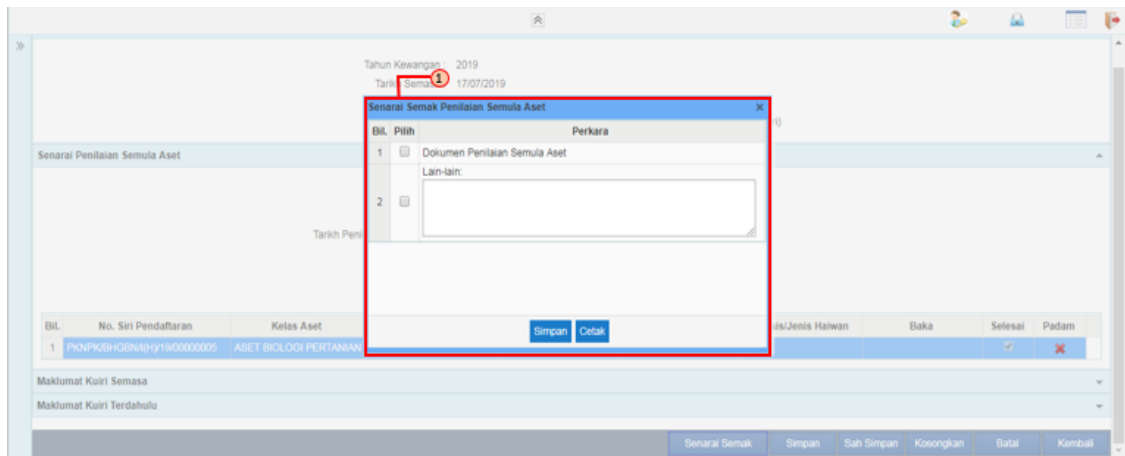 Tahun Kewangan : 2019
Tarikh Semasa : 17/07/2019
1
Senarai Semak Penilaian Semula Aset x
Bil. Pilih Perkara
1 Dokumen Penilaian Semula Aset
Lain-lain:
2
Simpan Cetak
Senarai Penilaian Semula Aset
Tarikh Peni
Bil. No. Siri Pendaftaran Kelas Aset is/Jenis Haiwan Baka Selesai Padam
1 PKNPK/BHGBN/I(H)/19/00000005 ASET BIOLOGI PERTANIAN
Maklumat Kuiri Semasa
Maklumat Kuiri Terdahulu
Senarai Semak Simpan Sah Simpan Kosongkan Batal Kembali